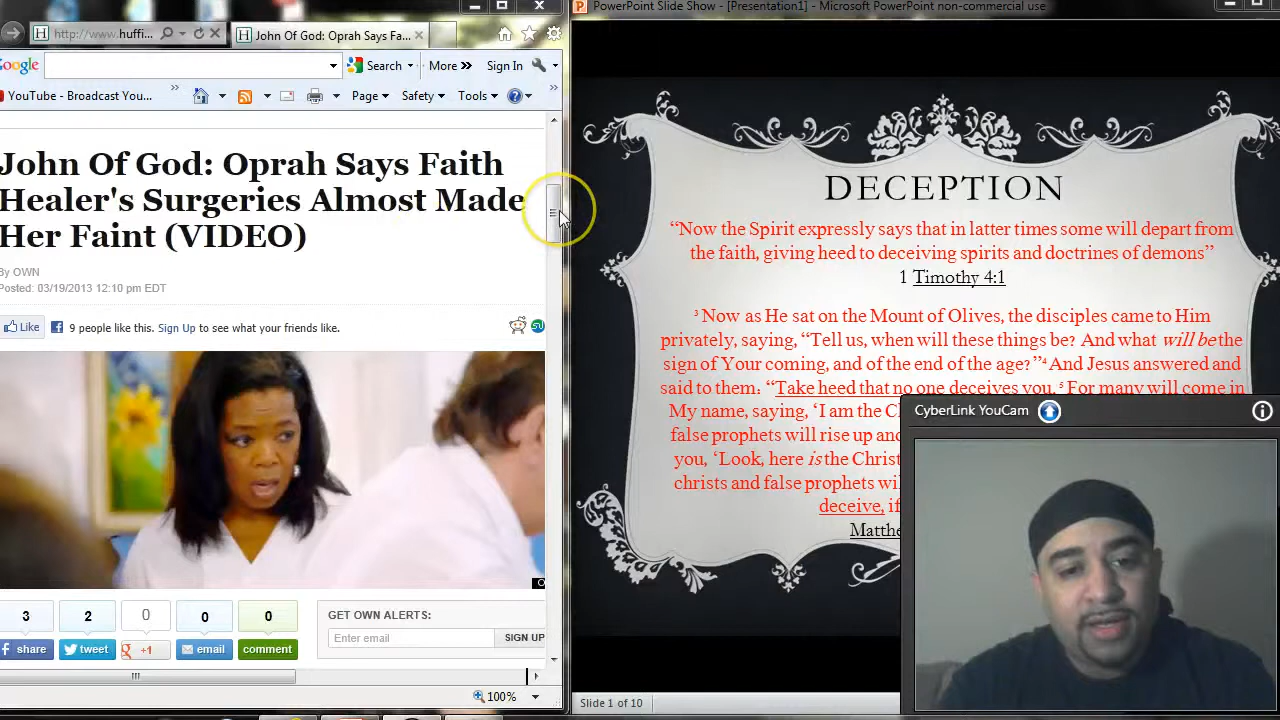 PowerPoint Slide Show - [Presentation1] - Microsoft PowerPoint non-commercial use
http://www.huffi...
John Of God: Oprah Says Fa...
Google
Search
More »
Sign In
YouTube - Broadcast You...
Page
Safety
Tools
John Of God: Oprah Says Faith
Healer's Surgeries Almost Made
Her Faint (VIDEO)
By OWN
Posted: 03/19/2013 12:10 pm EDT
Like
9 people like this. Sign Up to see what your friends like.
3
2
0
0
0
share
tweet
+1
email
comment
GET OWN ALERTS:
Enter email
SIGN UP
100%
DECEPTION
“Now the Spirit expressly says that in latter times some will depart from
the faith, giving heed to deceiving spirits and doctrines of demons”
1 Timothy 4:1
3 Now as He sat on the Mount of Olives, the disciples came to Him
privately, saying, “Tell us, when will these things be? And what will be the
sign of Your coming, and of the end of the age?” 4 And Jesus answered and
said to them: “Take heed that no one deceives you. 5 For many will come in
My name, saying, ‘I am the
false prophets will rise up
you, ‘Look, here is the Christ
christs and false prophets
deceive,
CyberLink YouCam
Slide 1 of 10